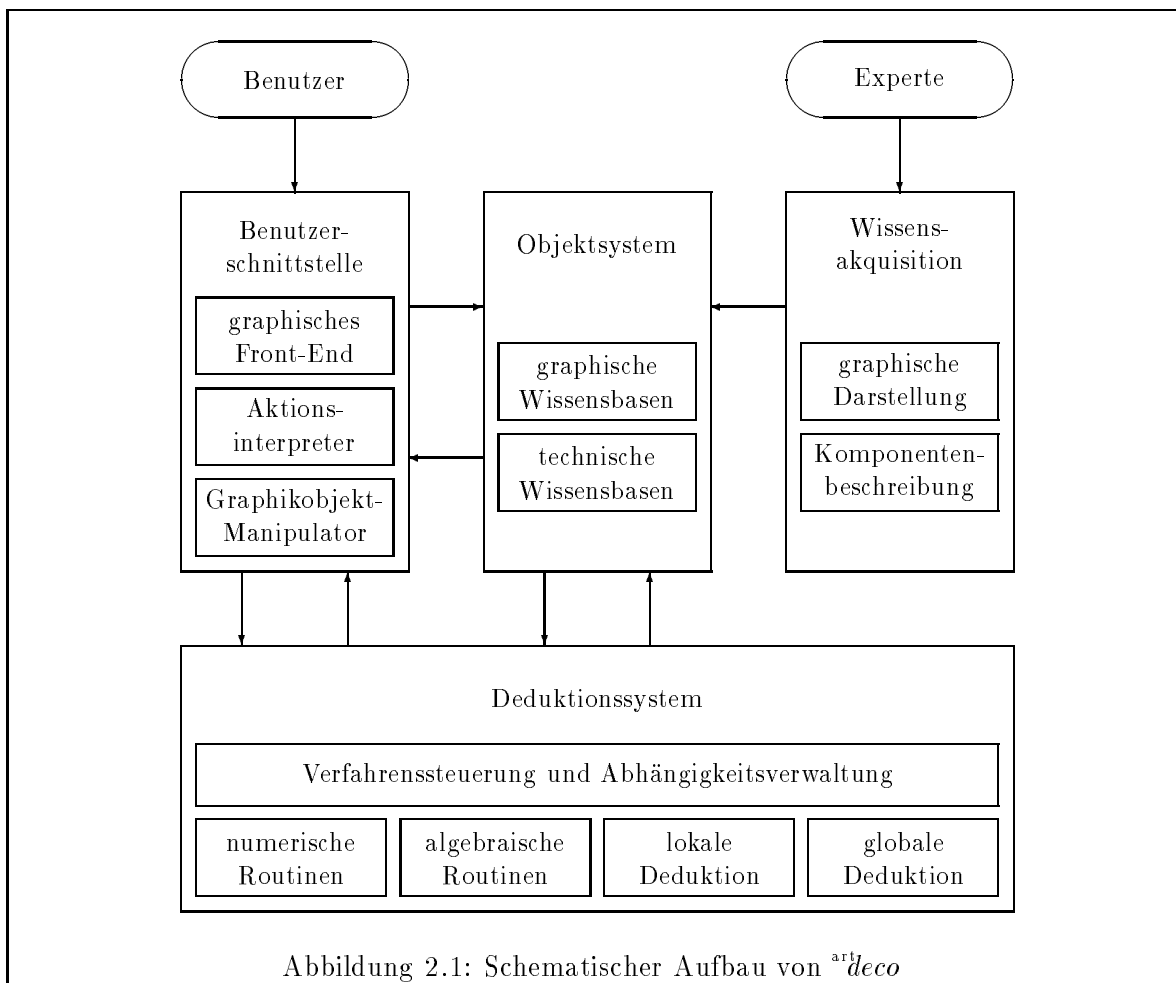 Benutzer
Experte
Benutzer-
schnittstelle
graphisches
Front-End
Aktions-
interpreter
Graphikobjekt-
Manipulator
Objektsystem
graphische
Wissensbasen
technische
Wissensbasen
Wissens-
akquisition
graphische
Darstellung
Komponenten-
beschreibung
Deduktionssystem
Verfahrenssteuerung und Abhängigkeitsverwaltung
numerische
Routinen
algebraische
Routinen
lokale
Deduktion
globale
Deduktion
Abbildung 2.1: Schematischer Aufbau von artdeco